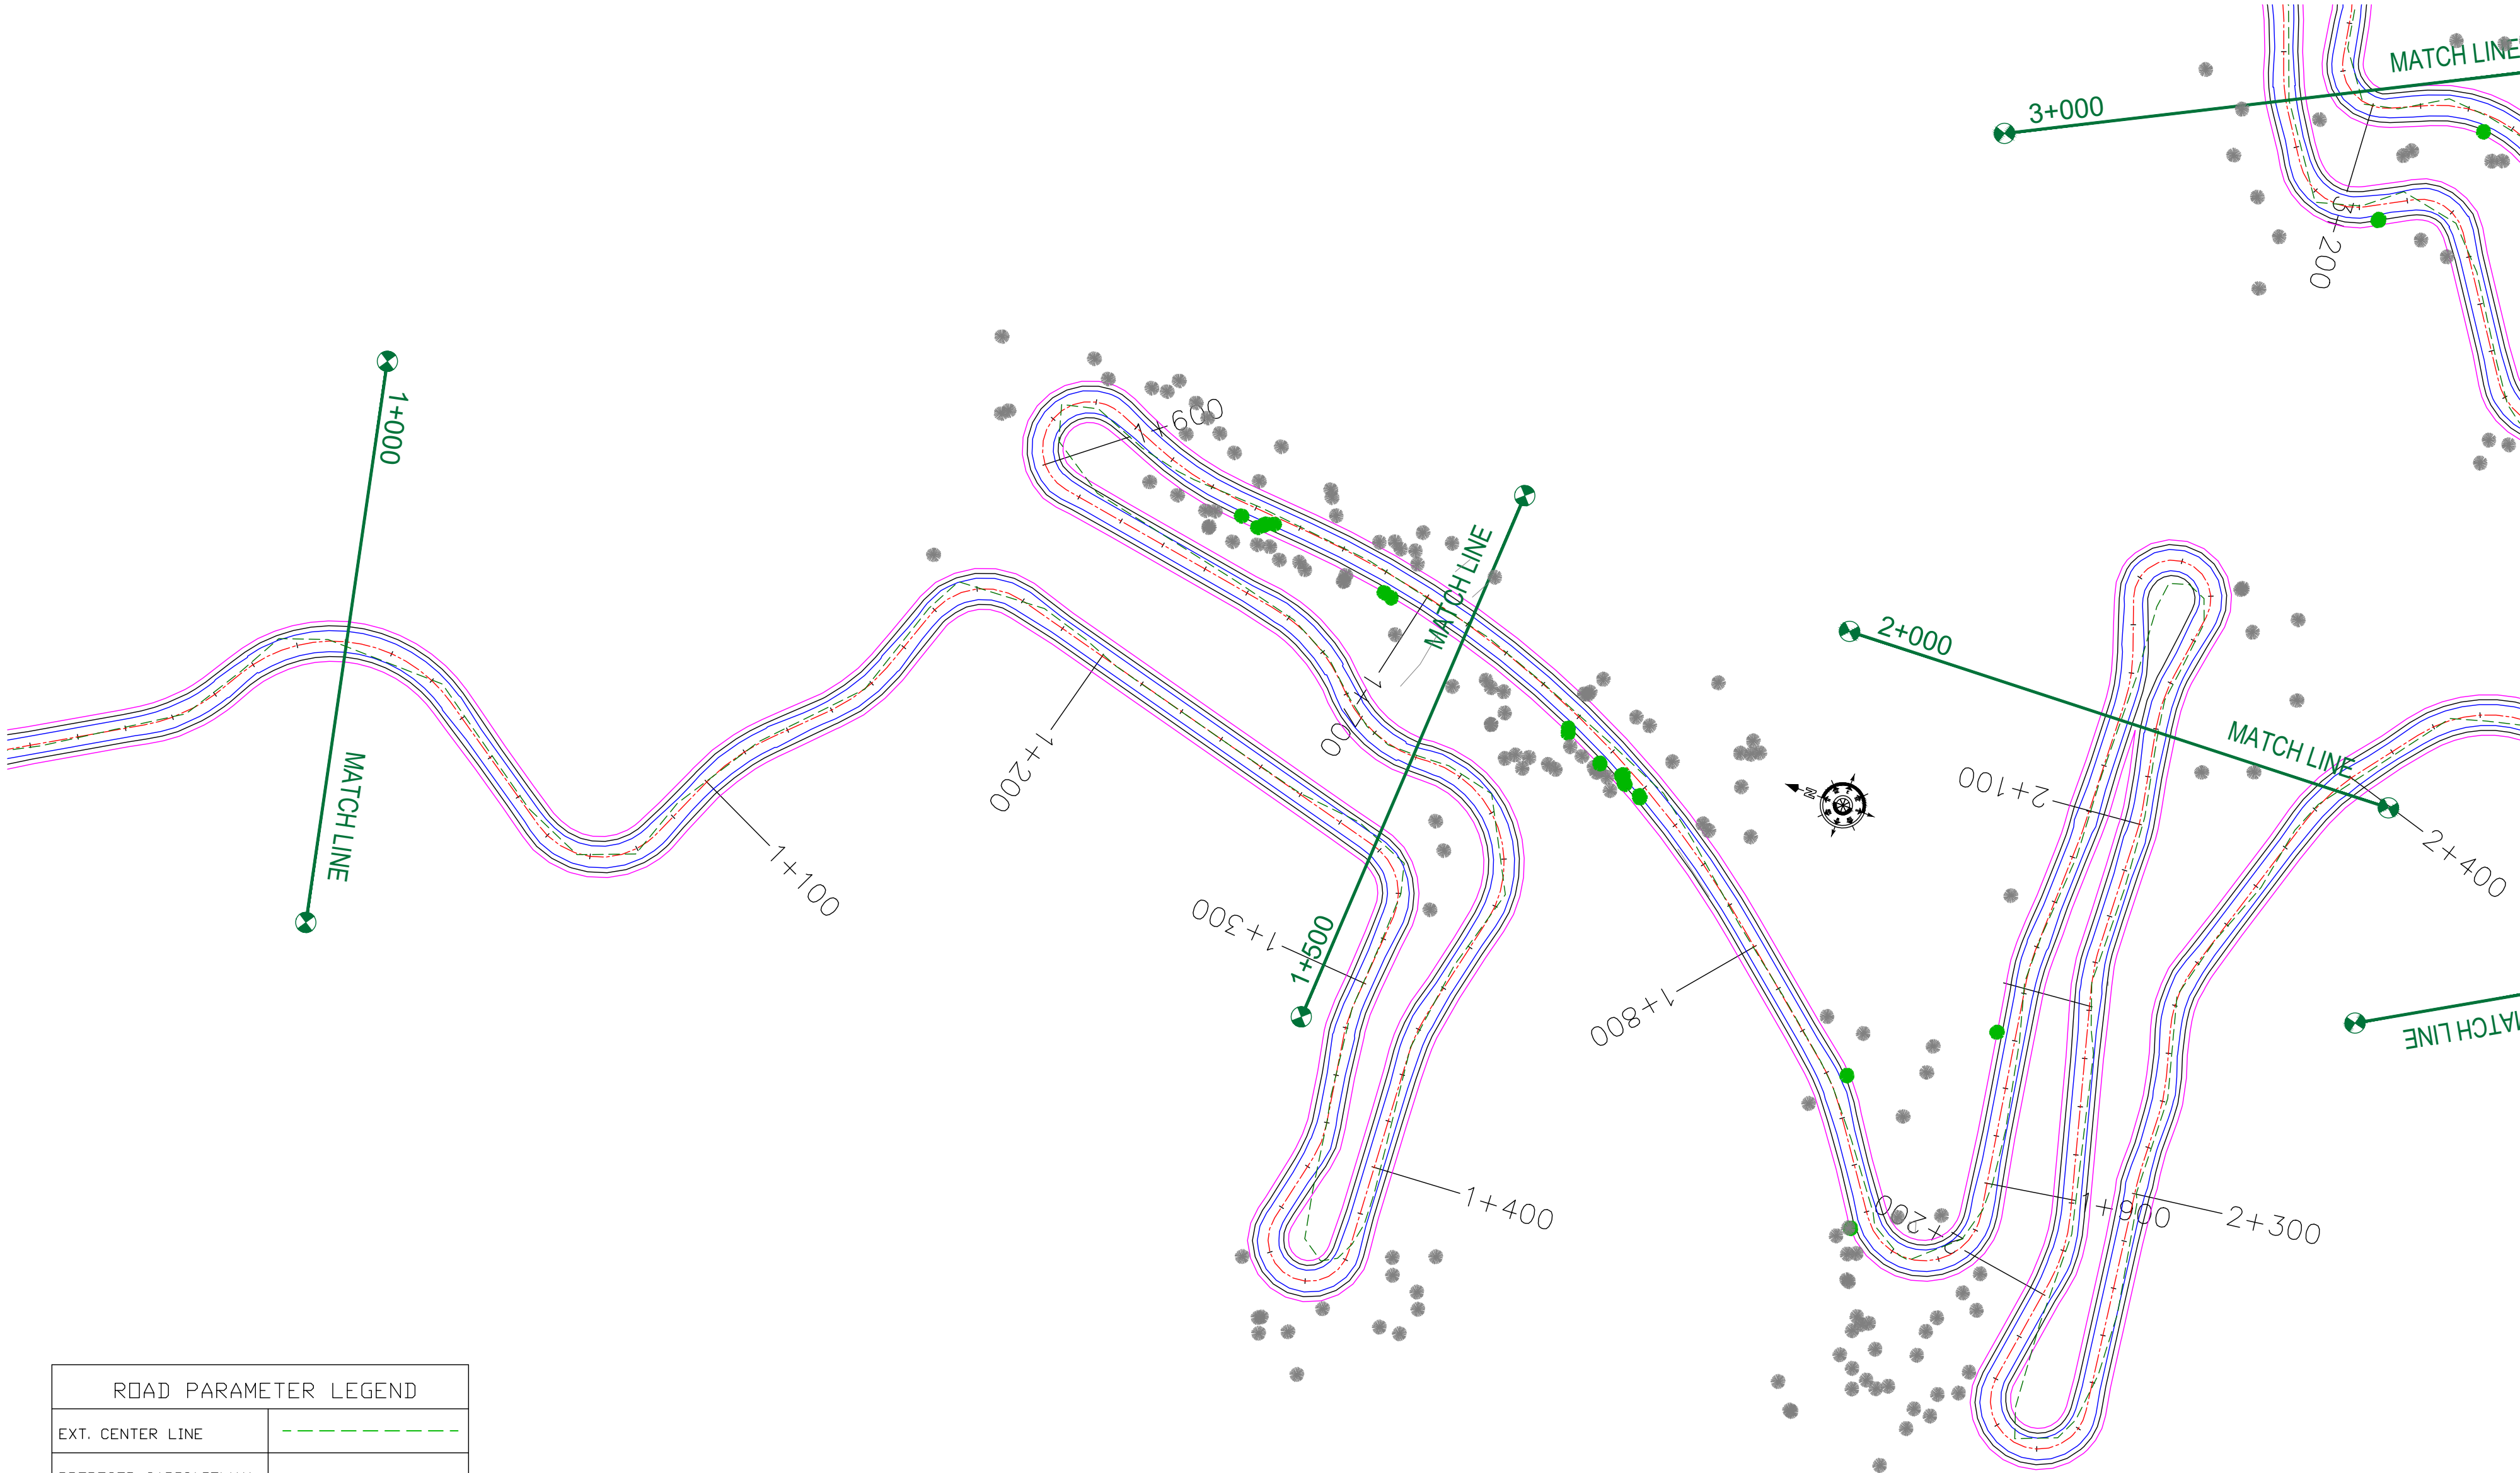 MATCH LINE
3+000
200
1+000
1+600
MATCH LINE
2+000
MATCH LINE
1+200
MATCH LINE
2+100
1+100
2+400
1+300
1+500
N
1+800
MATCH LINE
1+400
1+900
2+200
2+300
ROAD PARAMETER LEGEND
EXT. CENTER LINE